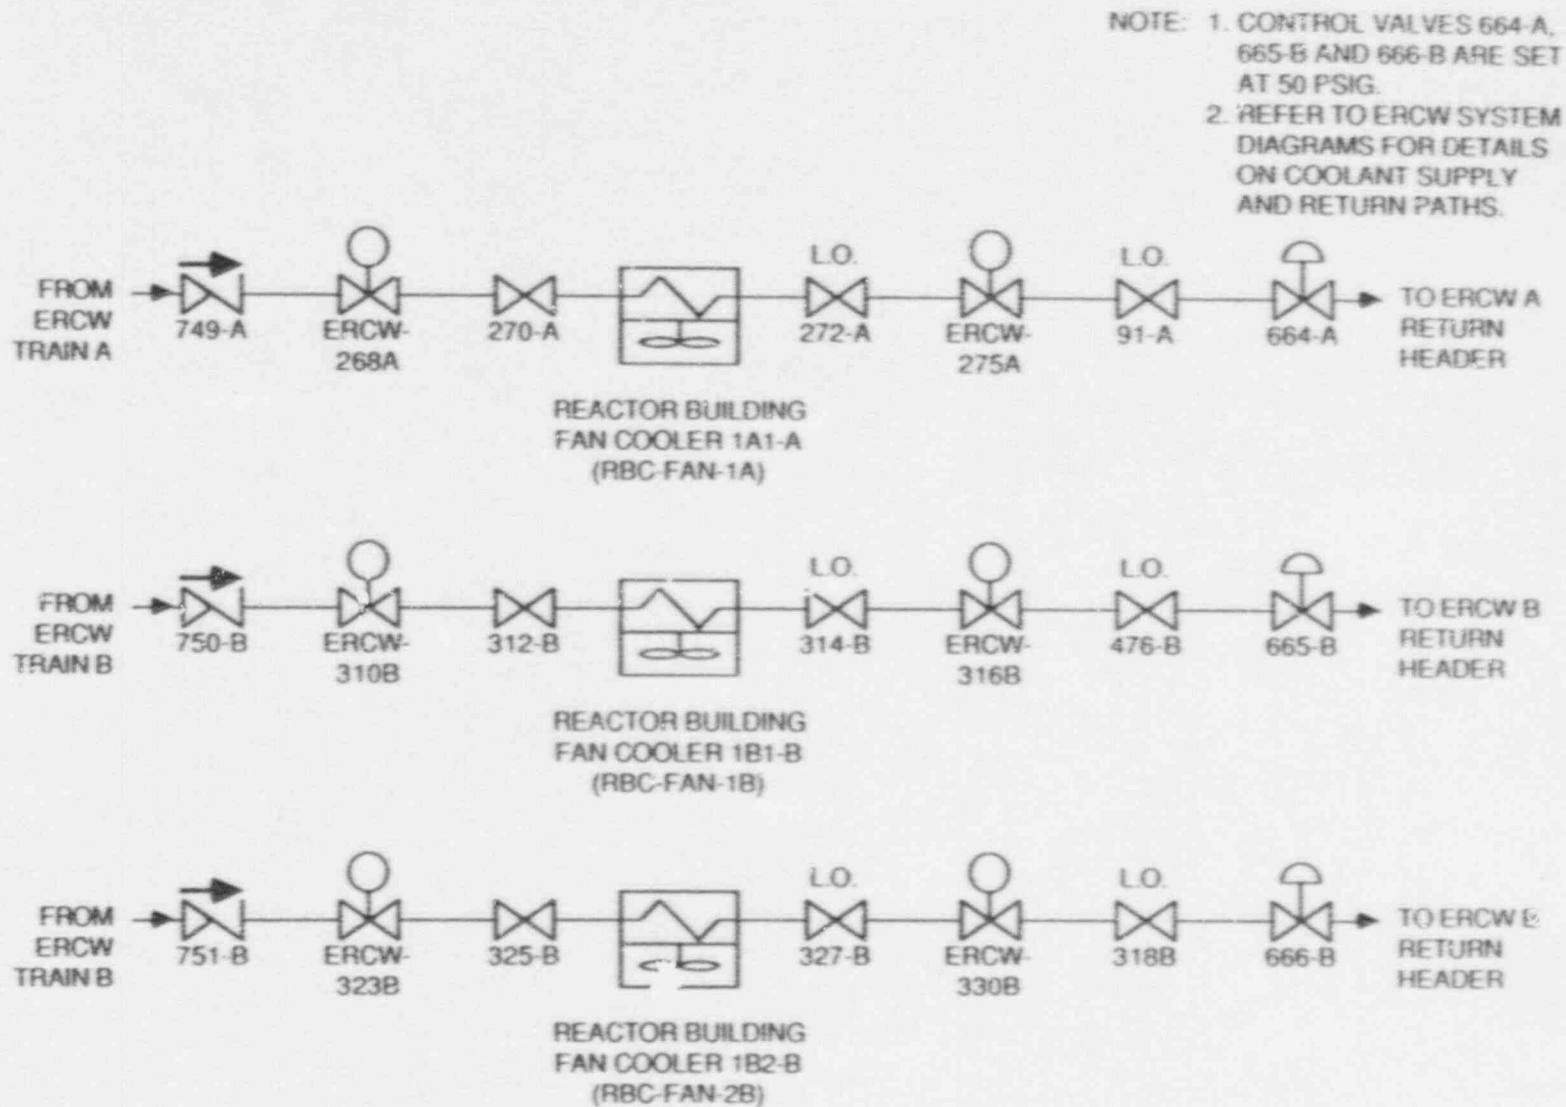 NOTE: 1. CONTROL VALVES 664-A,
665-B AND 666-B ARE SET
AT 50 PSIG.
2. REFER TO ERCW SYSTEM
DIAGRAMS FOR DETAILS
ON COOLANT SUPPLY
AND RETURN PATHS.
FROM
ERCW
TRAIN A
749-A
ERCW-
268A
270-A
L.O.
272-A
ERCW-
275A
L.O.
91-A
664-A
TO ERCW A
RETURN
HEADER
REACTOR BUILDING
FAN COOLER 1A1-A
(RBC-FAN-1A)
FROM
ERCW
TRAIN B
750-B
ERCW-
310B
312-B
L.O.
314-B
ERCW-
316B
L.O.
476-B
665-B
TO ERCW B
RETURN
HEADER
REACTOR BUILDING
FAN COOLER 1B1-B
(RBC-FAN-1B)
FROM
ERCW
TRAIN B
751-B
ERCW-
323B
325-B
L.O.
327-B
ERCW-
330B
L.O.
318B
666-B
TO ERCW B
RETURN
HEADER
REACTOR BUILDING
FAN COOLER 1B2-B
(RBC-FAN-2B)